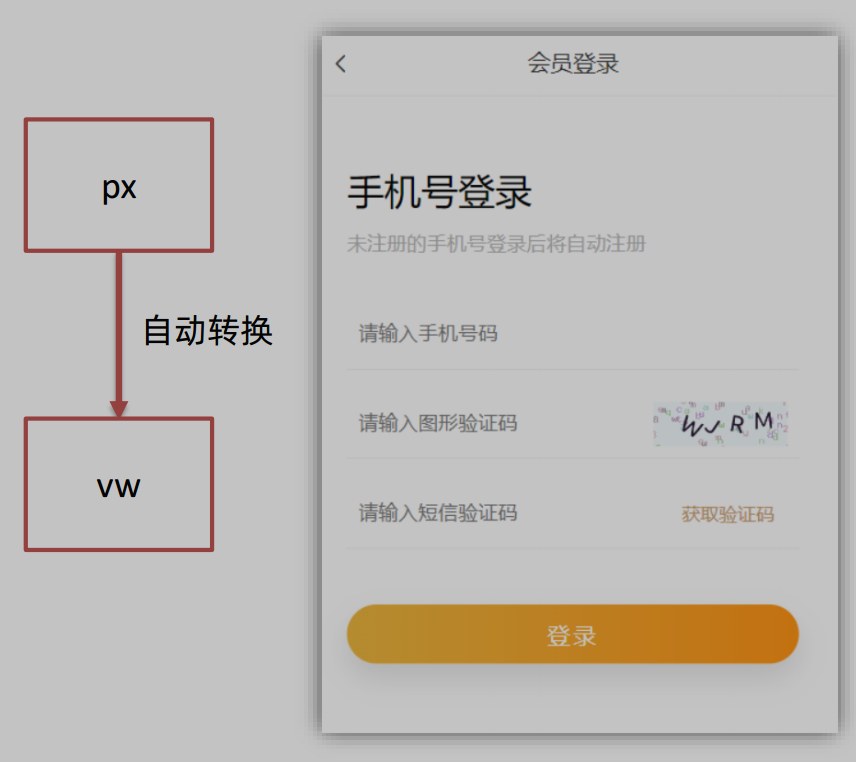 px
自动转换
vw
会员登录
手机号登录
未注册的手机号登录后将自动注册
请输入手机号码
请输入图形验证码
请输入短信验证码 获取验证码
登录